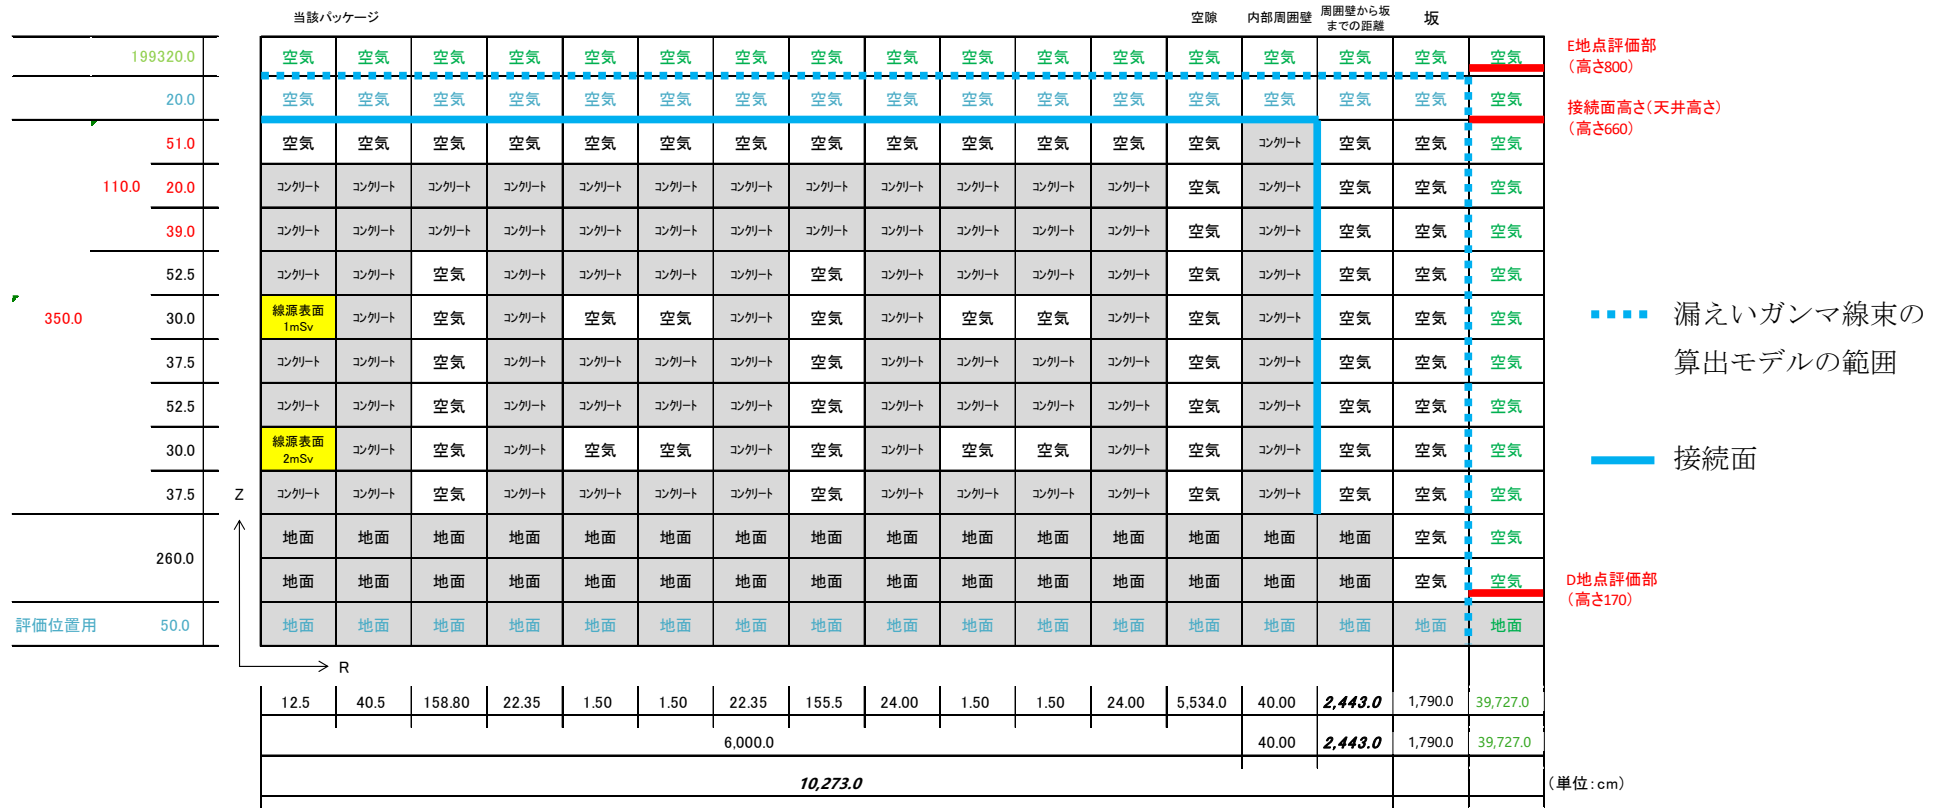 当該パッケージ 空隙 内部周囲壁 周囲壁から坂 坂
までの距離
199320.0 空気 空気 空気 空気 空気 空気 空気 空気 空気 空気 空気 空気 空気 空気 空気 空気 空気 E地点評価部
(高さ800)
20.0 空気 空気 空気 空気 空気 空気 空気 空気 空気 空気 空気 空気 空気 空気 空気 空気 空気 接続面高さ(天井高さ)
(高さ660)
51.0 空気 空気 空気 空気 空気 空気 空気 空気 空気 空気 空気 空気 空気 コンクリート 空気 空気 空気
110.0 20.0 コンクリート コンクリート コンクリート コンクリート コンクリート コンクリート コンクリート コンクリート コンクリート コンクリート コンクリート コンクリート 空気 コンクリート 空気 空気 空気
39.0 コンクリート コンクリート コンクリート コンクリート コンクリート コンクリート コンクリート コンクリート コンクリート コンクリート コンクリート コンクリート 空気 コンクリート 空気 空気 空気
52.5 コンクリート コンクリート 空気 コンクリート コンクリート コンクリート コンクリート 空気 コンクリート コンクリート コンクリート コンクリート 空気 コンクリート 空気 空気 空気
350.0 30.0 線源表面 コンクリート 空気 コンクリート 空気 空気 コンクリート 空気 コンクリート 空気 空気 コンクリート 空気 コンクリート 空気 空気 空気
1mSv
漏えいガンマ線束の
算出モデルの範囲
37.5 コンクリート コンクリート 空気 コンクリート コンクリート コンクリート コンクリート 空気 コンクリート コンクリート コンクリート コンクリート 空気 コンクリート 空気 空気 空気
52.5 コンクリート コンクリート 空気 コンクリート コンクリート コンクリート コンクリート 空気 コンクリート コンクリート コンクリート コンクリート 空気 コンクリート 空気 空気 空気
30.0 線源表面 コンクリート 空気 コンクリート 空気 空気 コンクリート 空気 コンクリート 空気 空気 コンクリート 空気 コンクリート 空気 空気 空気
2mSv
接続面
37.5 Z コンクリート コンクリート 空気 コンクリート コンクリート コンクリート コンクリート 空気 コンクリート コンクリート コンクリート コンクリート 空気 コンクリート 空気 空気 空気
地面 地面 地面 地面 地面 地面 地面 地面 地面 地面 地面 地面 地面 地面 地面 空気 空気
260.0
地面 地面 地面 地面 地面 地面 地面 地面 地面 地面 地面 地面 地面 地面 地面 空気 空気 D地点評価部
(高さ170)
評価位置用 50.0 地面 地面 地面 地面 地面 地面 地面 地面 地面 地面 地面 地面 地面 地面 地面 地面 地面
R
12.5 40.5 158.80 22.35 1.50 1.50 22.35 155.5 24.00 1.50 1.50 24.00 5,534.0 40.00 2,443.0 1,790.0 39,727.0
6,000.0 40.00 2,443.0 1,790.0 39,727.0
10,273.0 (単位:cm)